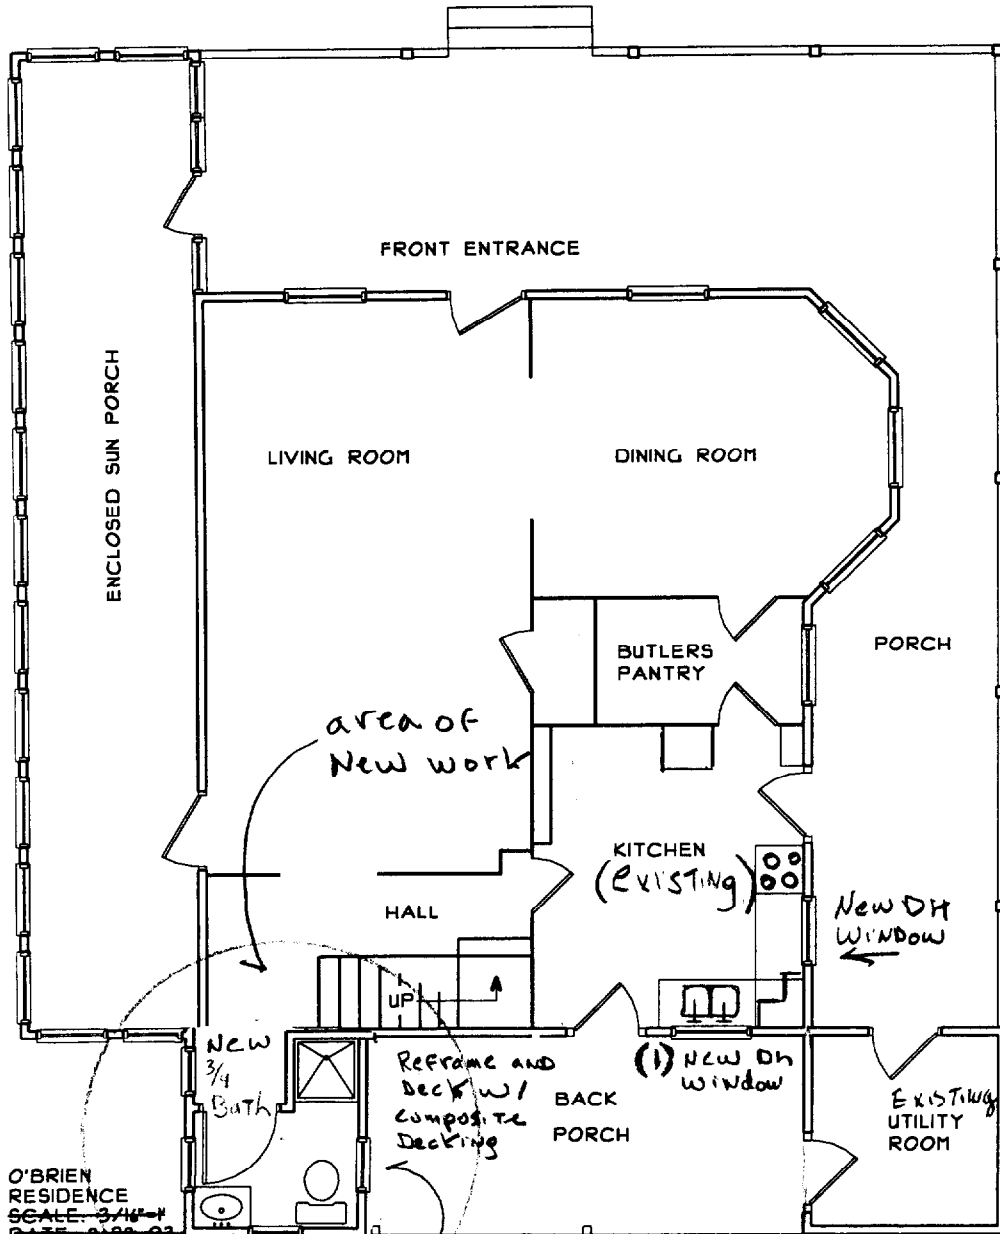 FRONT ENTRANCE
ENCLOSED SUN PORCH
LIVING ROOM
DINING ROOM
BUTLERS
PANTRY
PORCH
area of
New work
KITCHEN
(EXISTING)
HALL
New DH
WINDOW
UP
New
3/4
Bath
Reframe and
Deck w/
Composite
Decking
(1) New Dh
Window
BACK
PORCH
EXISTING
UTILITY
ROOM
O'BRIEN
RESIDENCE
SCALE: 3/16"=1'